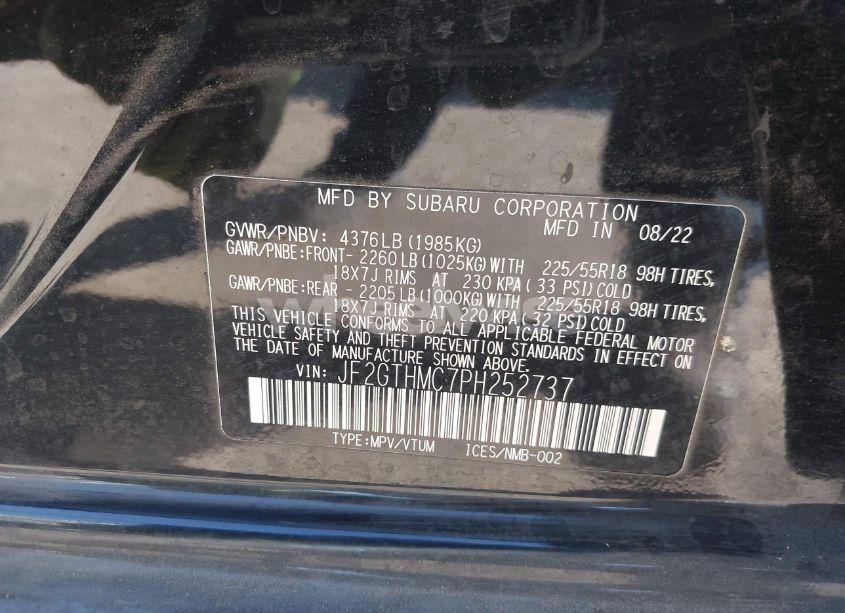 MFD BY SUBARU CORPORATION
MFD IN 08/22
GVWR/PNBV: 4376LB (1985KG)
GAWR/PNBE:FRONT- 2260LB (1025KG) WITH 225/55R18 98H TIRES,
18X7J RIMS AT 230 KPA (33 PSI) COLD
GAWR/PNBE:REAR - 2205LB (1000KG) WITH 225/55R18 98H TIRES,
18X7J RIMS AT 220 KPA (32 PSI) COLD
THIS VEHICLE CONFORMS TO ALL APPLICABLE FEDERAL MOTOR
VEHICLE SAFETY AND THEFT PREVENTION STANDARDS IN EFFECT ON
THE DATE OF MANUFACTURE SHOWN ABOVE.
VIN: JF2GTHMC7PH252737
TYPE:MPV/VTUM ICES/NMB-002